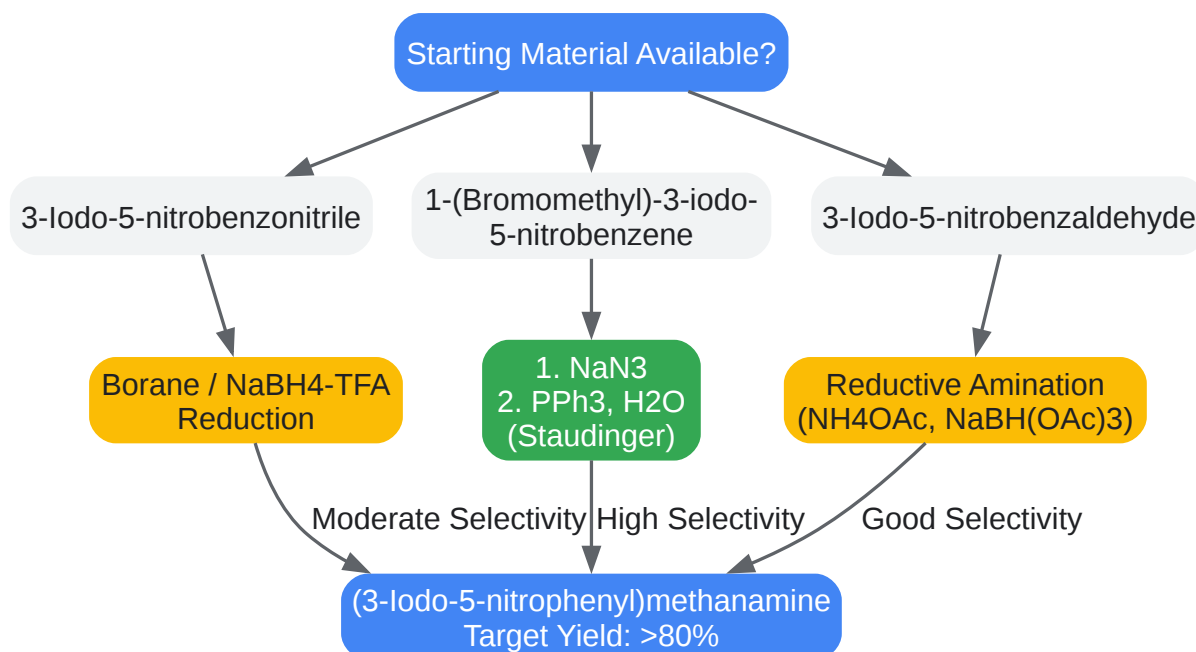 Starting Material Available?
3-Iodo-5-nitrobenzonitrile
1-(Bromomethyl)-3-iodo-
5-nitrobenzene
3-Iodo-5-nitrobenzaldehyde
Borane / NaBH4-TFA
Reduction
1. NaN3
2. PPh3, H2O
(Staudinger)
Reductive Amination
(NH4OAc, NaBH(OAc)3)
Moderate Selectivity
High Selectivity
Good Selectivity
(3-Iodo-5-nitrophenyl)methanamine
Target Yield: >80%